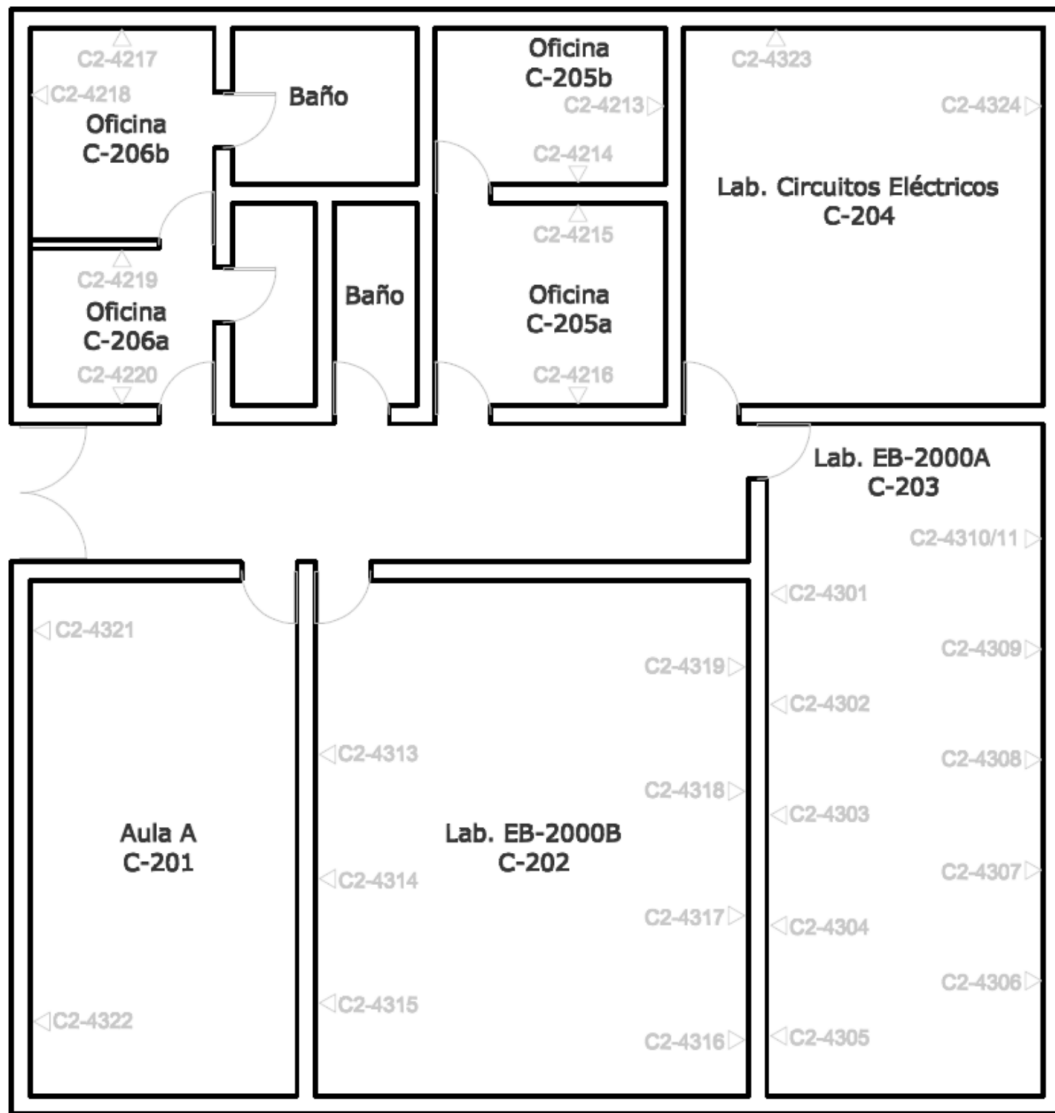 C2-4217
C2-4218
Oficina
C-206b
Baño
Oficina
C-205b
C2-4213
C2-4214
C2-4323
C2-4324
Lab. Circuitos Eléctricos
C-204
C2-4219
Oficina
C-206a
C2-4220
Baño
C2-4215
Oficina
C-205a
C2-4216
Lab. EB-2000A
C-203
C2-4310/11
C2-4301
C2-4309
C2-4302
C2-4308
C2-4303
C2-4307
C2-4304
C2-4306
C2-4305
C2-4321
Aula A
C-201
C2-4322
C2-4319
C2-4313
C2-4318
Lab. EB-2000B
C-202
C2-4314
C2-4317
C2-4315
C2-4316